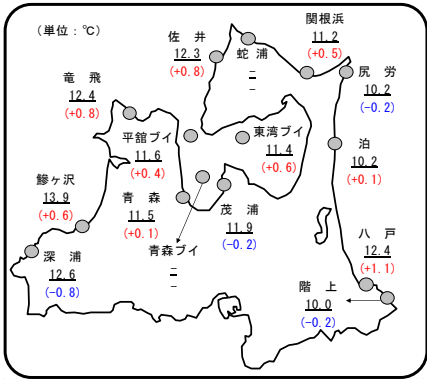 (単位：℃)
佐井
12.3
(+0.8)
蛇浦
－
－
関根浜
11.2
(+0.5)
尻労
10.2
(−0.2)
竜飛
12.4
(+0.8)
平舘ブイ
11.6
(+0.4)
東湾ブイ
11.4
(+0.6)
泊
10.2
(+0.1)
鰺ヶ沢
13.9
(+0.6)
青森
11.5
(+0.1)
茂浦
11.9
(−0.2)
青森ブイ
－
－
深浦
12.6
(−0.8)
八戸
12.4
(+1.1)
階上
10.0
(−0.2)